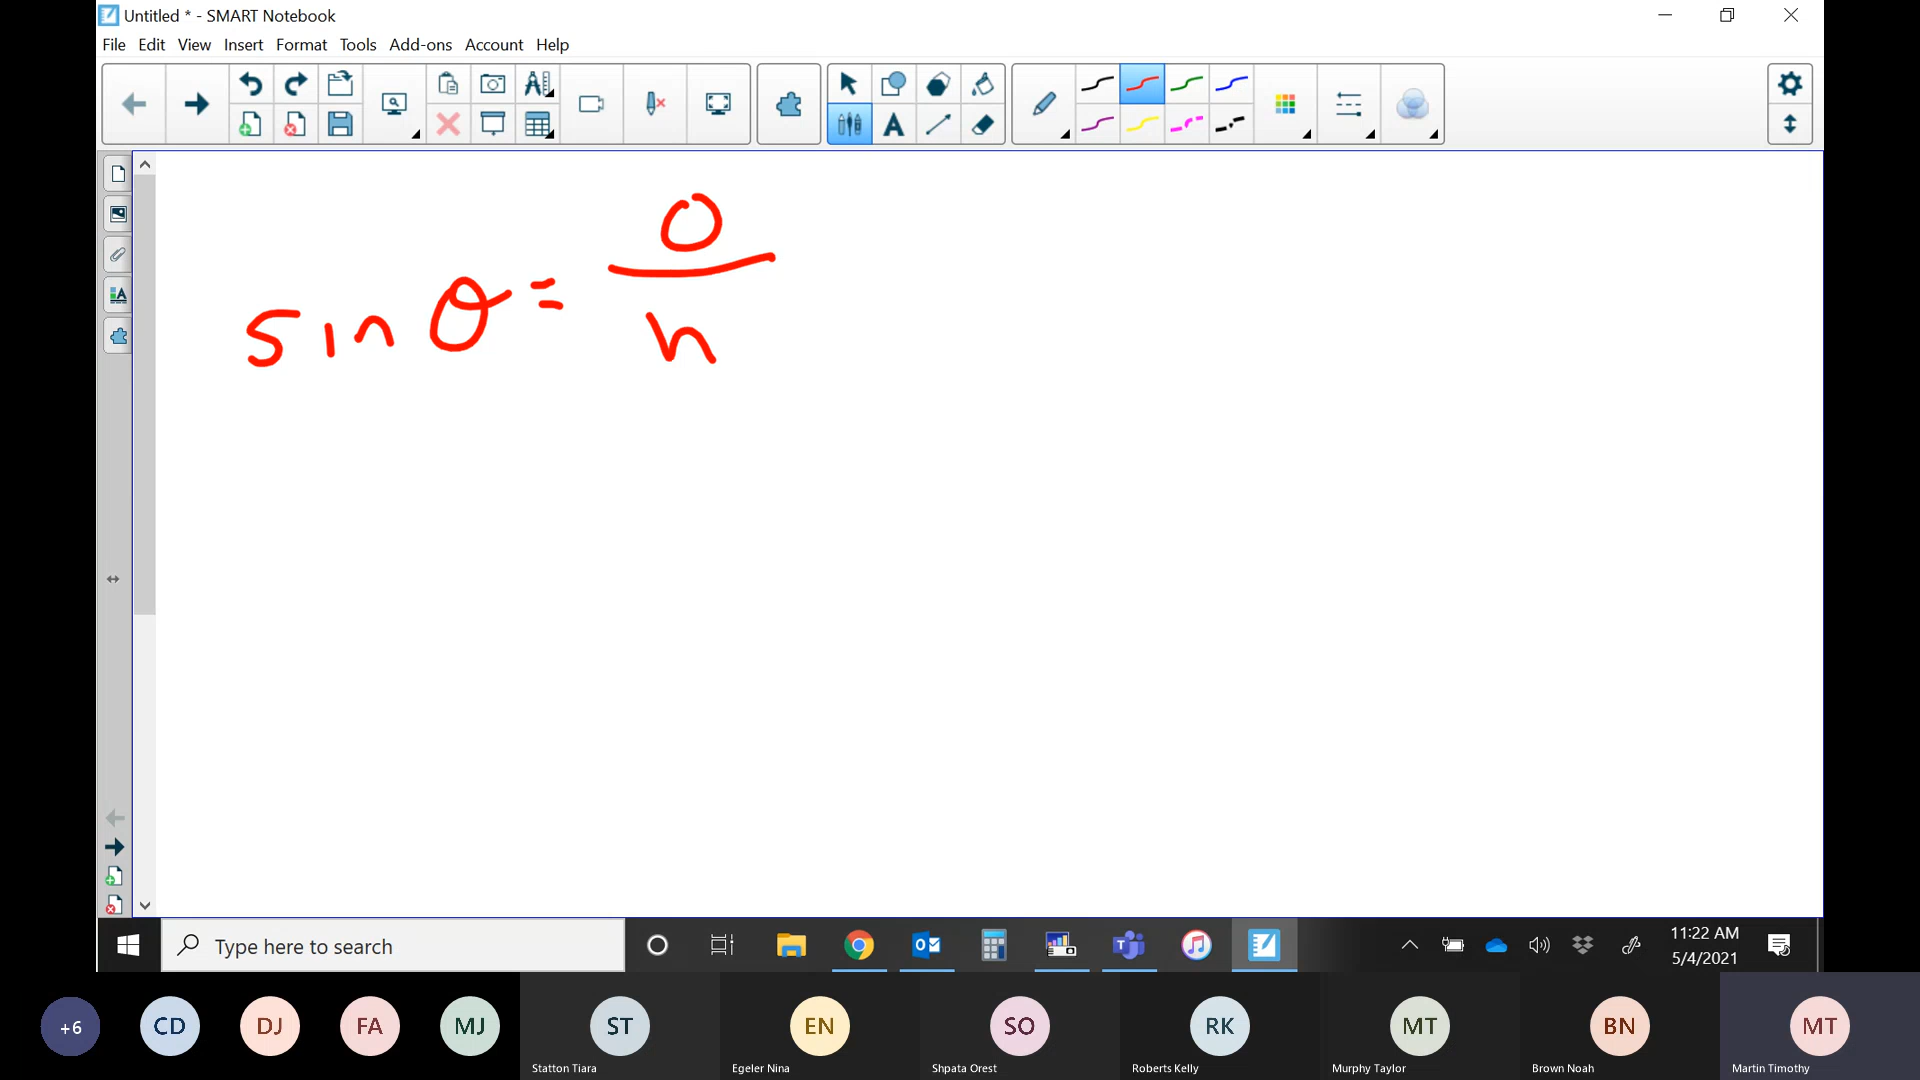 Untitled * - SMART Notebook
File Edit View Insert Format Tools Add-ons Account Help
sin θ = o/h
Type here to search
11:22 AM
5/4/2021
+6 CD DJ FA MJ ST EN SO RK MT BN MT
Statton Tiara Egeler Nina Shpata Orest Roberts Kelly Murphy Taylor Brown Noah Martin Timothy